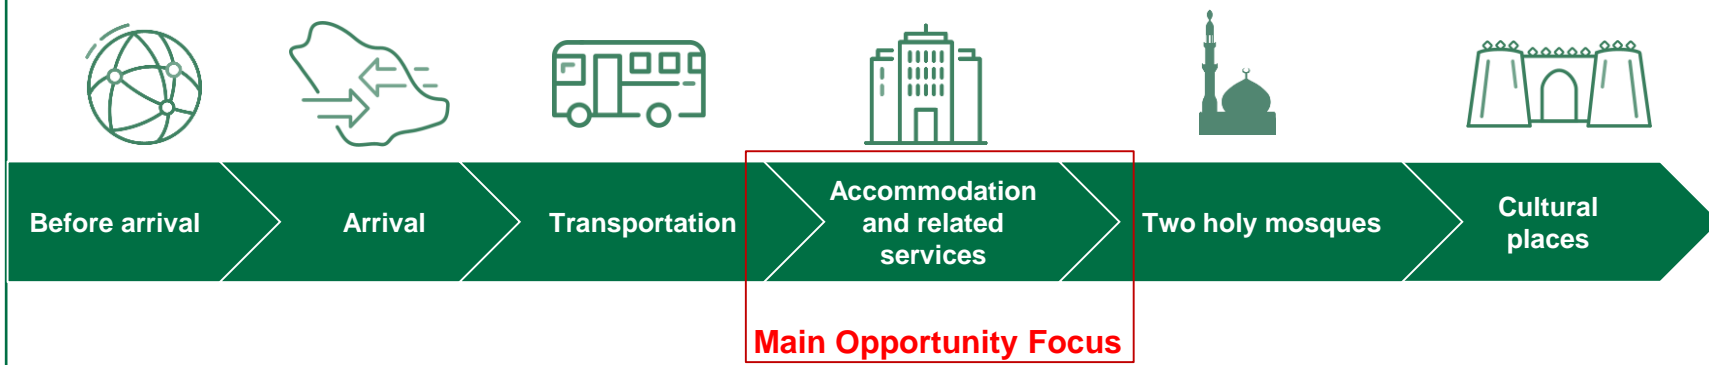 Before arrival
Arrival
Transportation
Accommodation
and related
services
Two holy mosques
Cultural
places
Main Opportunity Focus